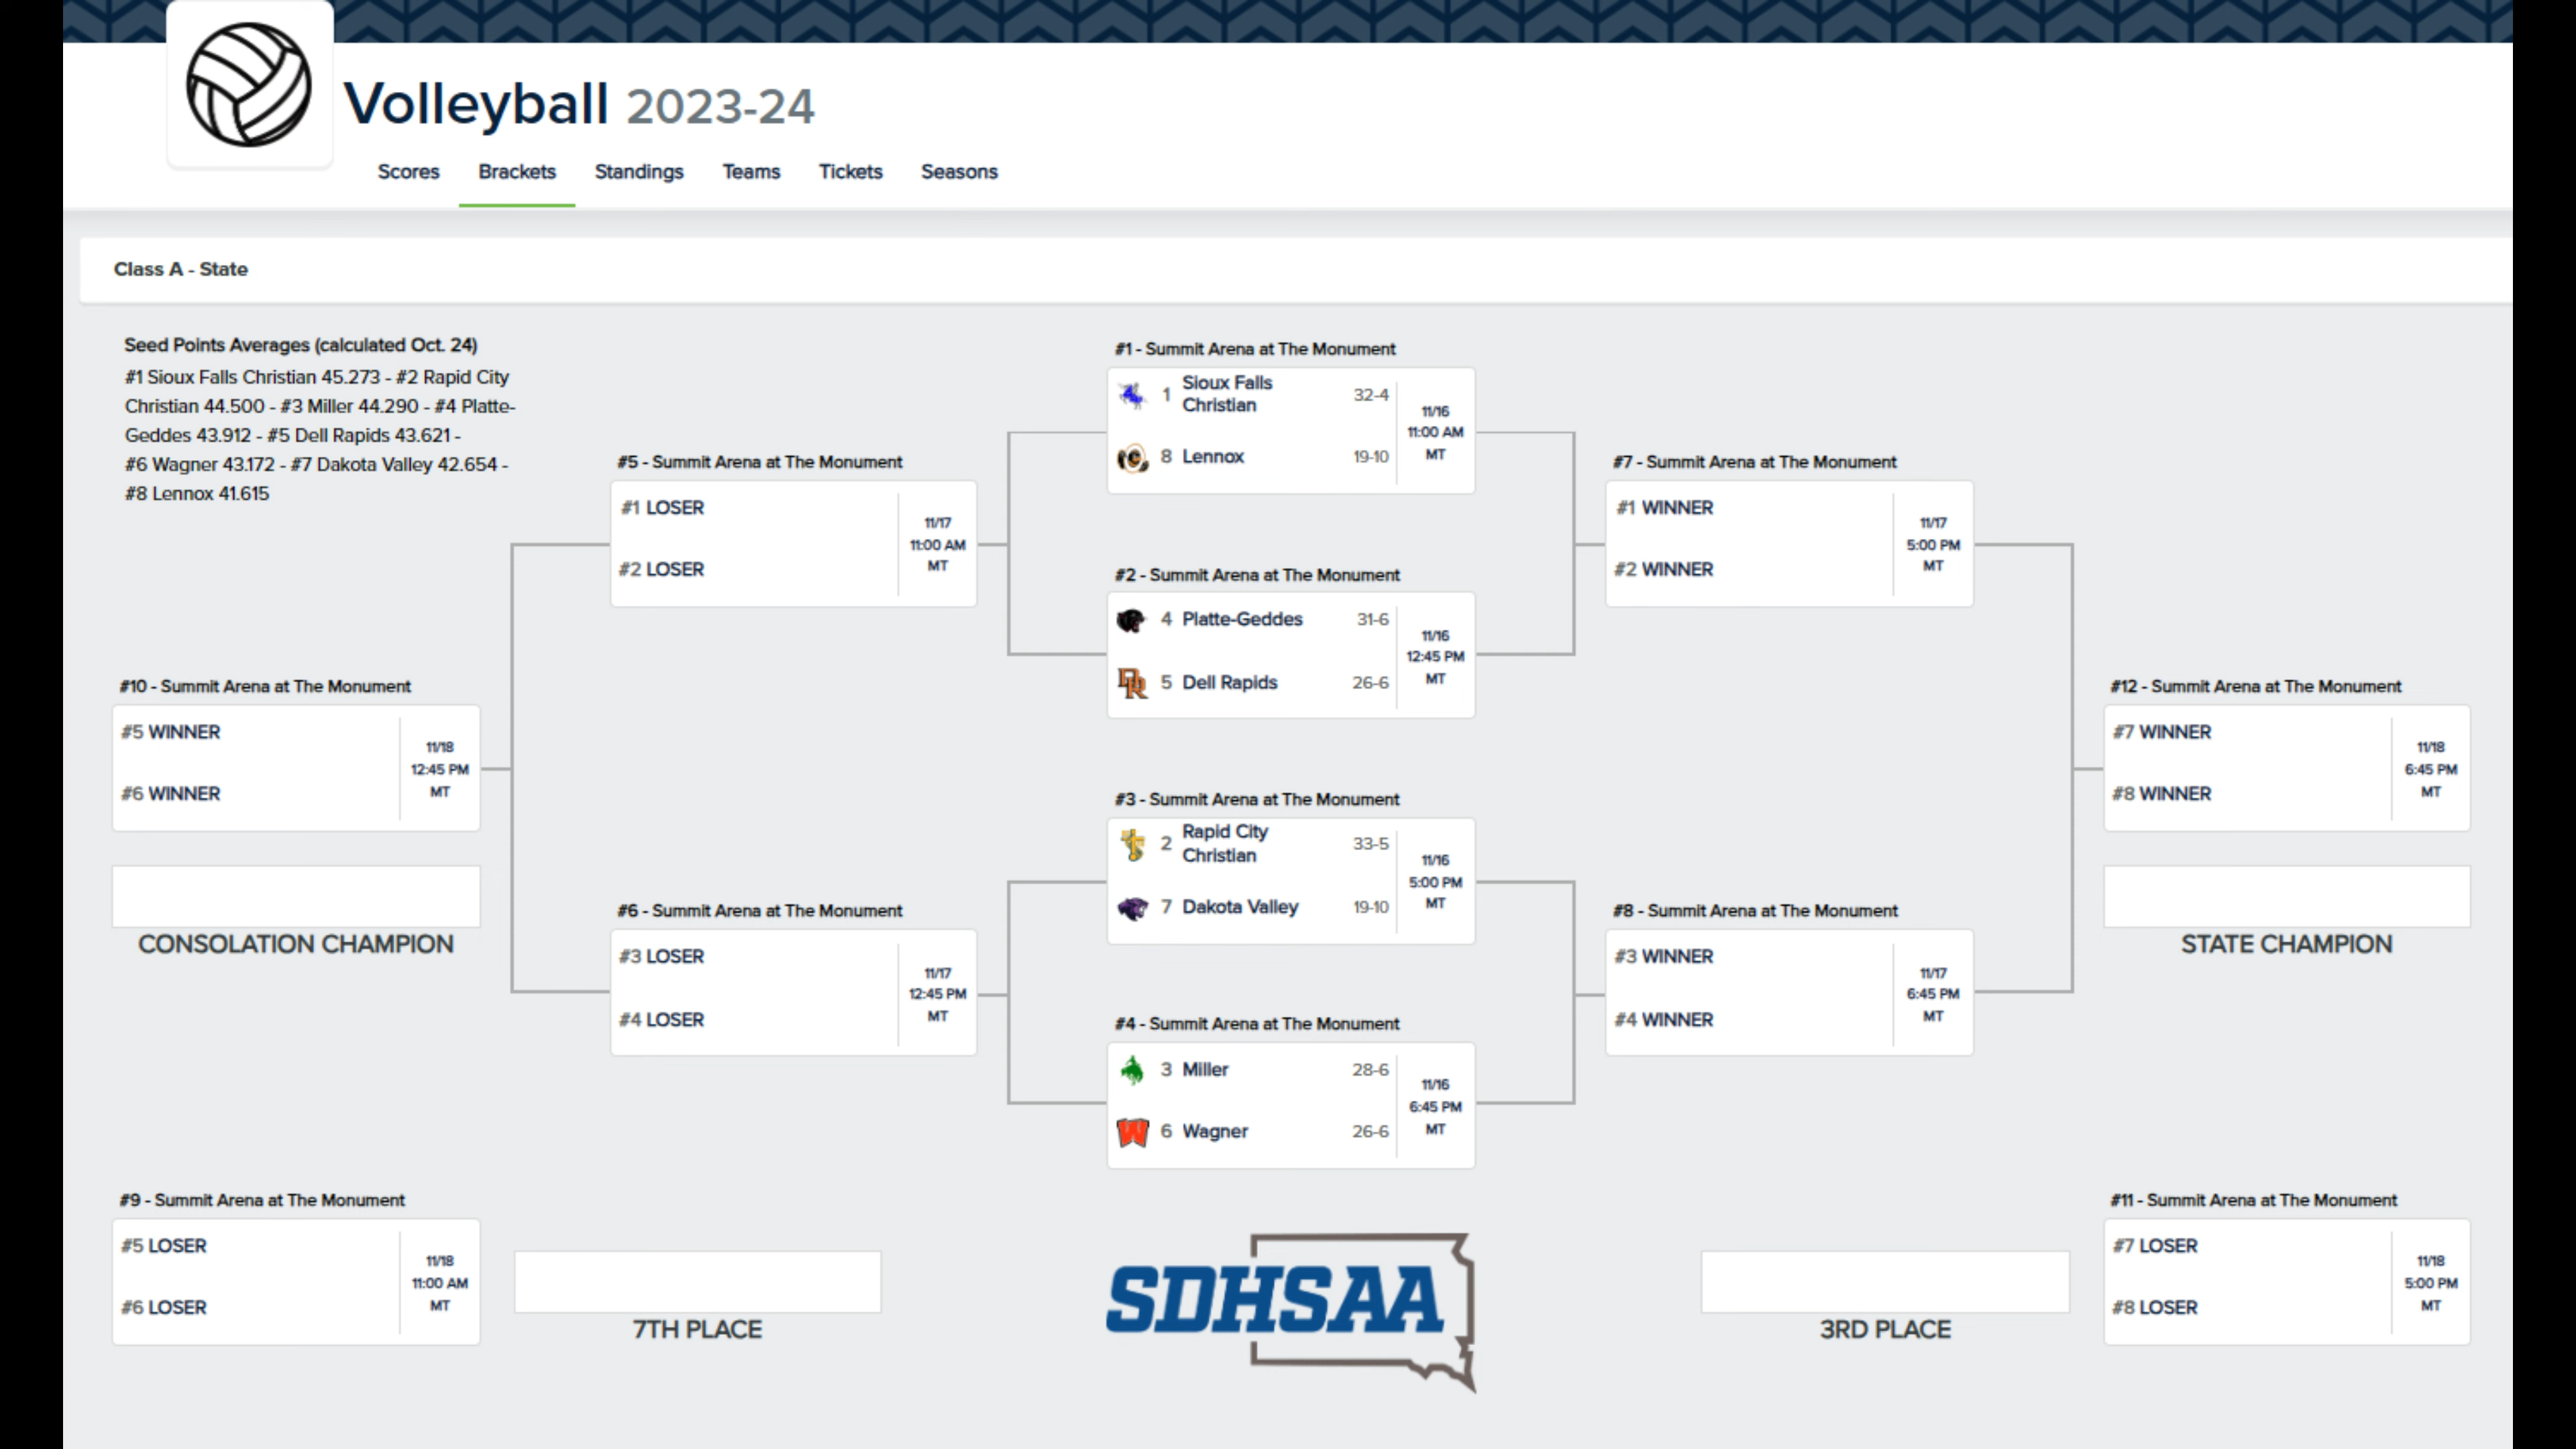 Volleyball 2023-24
Scores Brackets Standings Teams Tickets Seasons
Class A - State
Seed Points Averages (calculated Oct. 24)
#1 Sioux Falls Christian 45.273 - #2 Rapid City
Christian 44.500 - #3 Miller 44.290 - #4 Platte-
Geddes 43.912 - #5 Dell Rapids 43.621 -
#6 Wagner 43.172 - #7 Dakota Valley 42.654 -
#8 Lennox 41.615
#10 - Summit Arena at The Monument
#5 WINNER
#6 WINNER
11/18
12:45 PM
MT
CONSOLATION CHAMPION
#9 - Summit Arena at The Monument
#5 LOSER
#6 LOSER
11/18
11:00 AM
MT
7TH PLACE
#5 - Summit Arena at The Monument
#1 LOSER
#2 LOSER
11/17
11:00 AM
MT
#6 - Summit Arena at The Monument
#3 LOSER
#4 LOSER
11/17
12:45 PM
MT
#1 - Summit Arena at The Monument
1 Sioux Falls
Christian 32-4
8 Lennox 19-10
11/16
11:00 AM
MT
#2 - Summit Arena at The Monument
4 Platte-Geddes 31-6
5 Dell Rapids 26-6
11/16
12:45 PM
MT
#3 - Summit Arena at The Monument
2 Rapid City
Christian 33-5
7 Dakota Valley 19-10
11/16
5:00 PM
MT
#4 - Summit Arena at The Monument
3 Miller 28-6
W
6 Wagner 26-6
11/16
6:45 PM
MT
SDHSAA
#7 - Summit Arena at The Monument
#1 WINNER
#2 WINNER
11/17
5:00 PM
MT
#8 - Summit Arena at The Monument
#3 WINNER
#4 WINNER
11/17
6:45 PM
MT
#12 - Summit Arena at The Monument
#7 WINNER
#8 WINNER
11/18
6:45 PM
MT
STATE CHAMPION
#11 - Summit Arena at The Monument
#7 LOSER
#8 LOSER
11/18
5:00 PM
MT
3RD PLACE